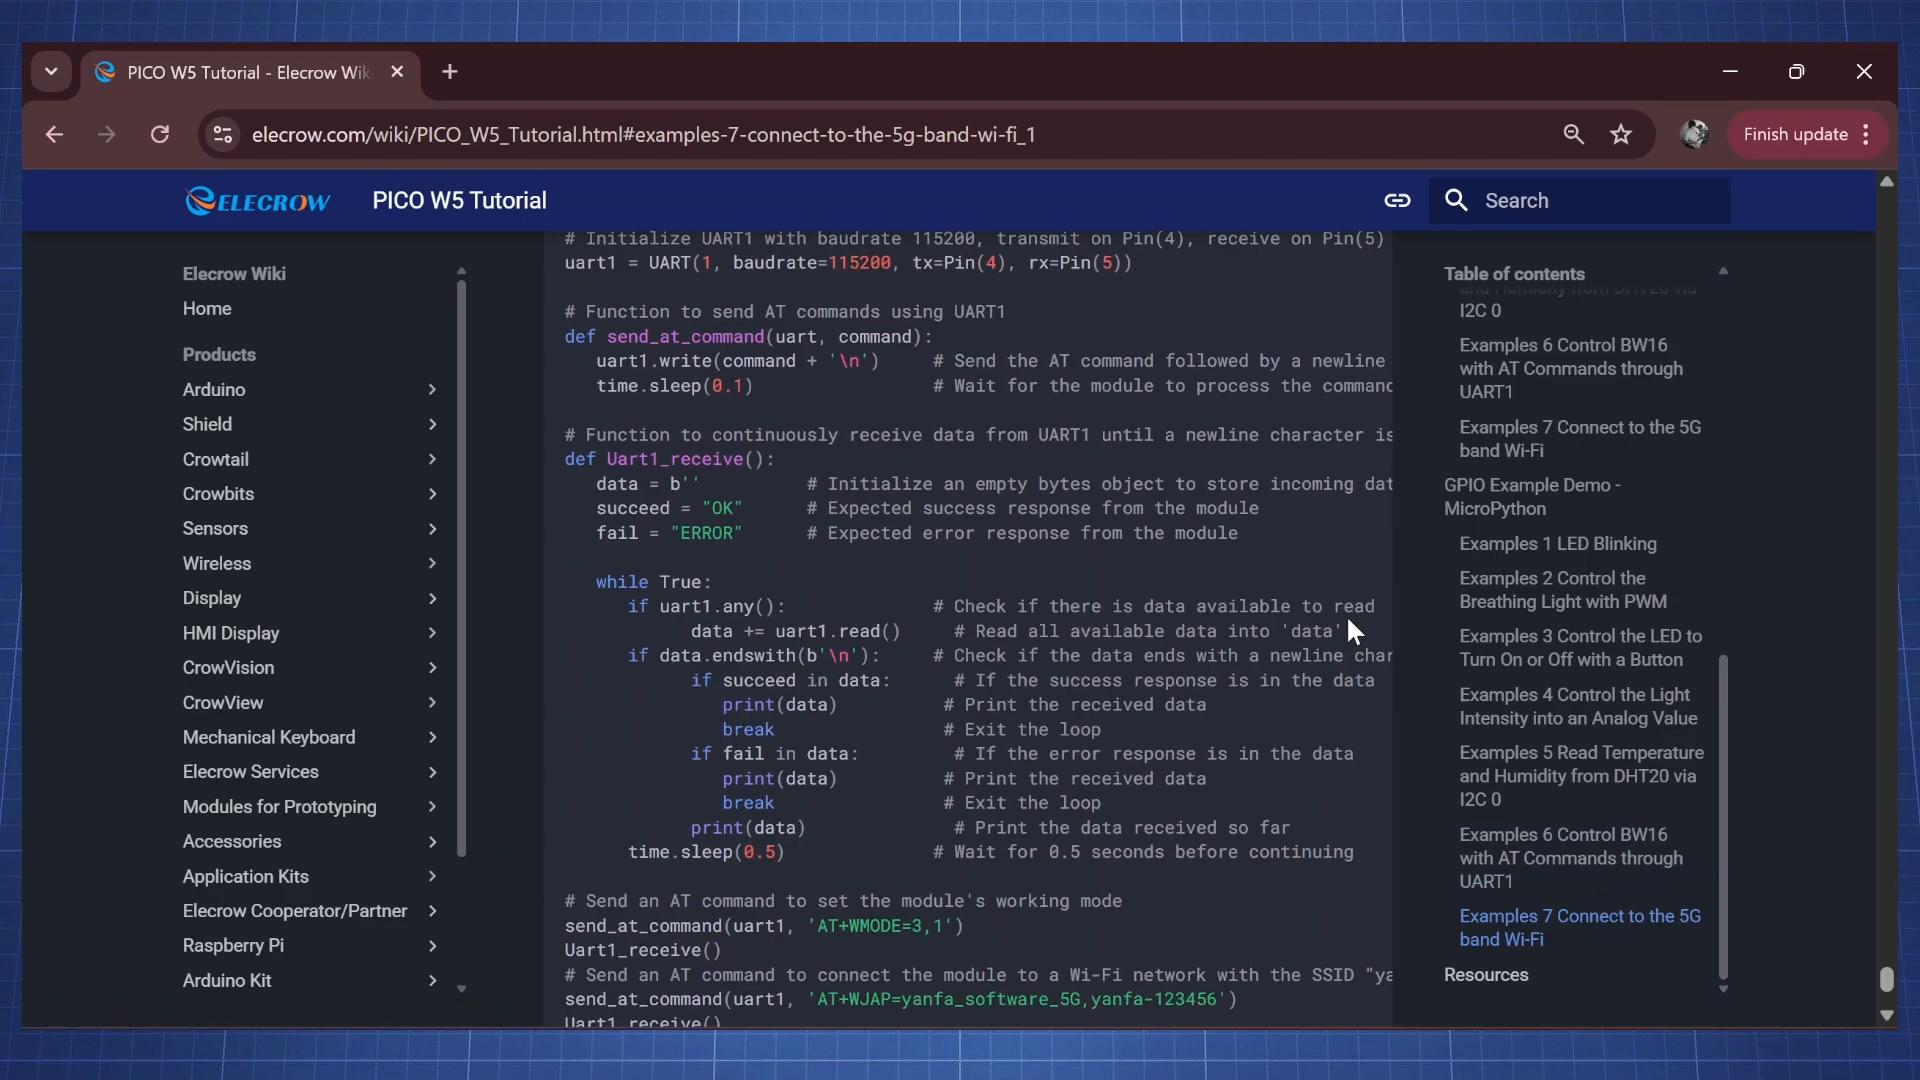 PICO W5 Tutorial - Elecrow Wik
elecrow.com/wiki/PICO_W5_Tutorial.html#examples-7-connect-to-the-5g-band-wi-fi_1
Finish update
ELECROW
PICO W5 Tutorial
Search
Elecrow Wiki
Home
Products
Arduino
Shield
Crowtail
Crowbits
Sensors
Wireless
Display
HMI Display
CrowVision
CrowView
Mechanical Keyboard
Elecrow Services
Modules for Prototyping
Accessories
Application Kits
Elecrow Cooperator/Partner
Raspberry Pi
Arduino Kit
# Initialize UART1 with baudrate 115200, transmit on Pin(4), receive on Pin(5)
uart1 = UART(1, baudrate=115200, tx=Pin(4), rx=Pin(5))
# Function to send AT commands using UART1
def send_at_command(uart, command):
uart1.write(command + '\n') # Send the AT command followed by a newline
time.sleep(0.1) # Wait for the module to process the command
# Function to continuously receive data from UART1 until a newline character is
def Uart1_receive():
data = b'' # Initialize an empty bytes object to store incoming dat
succeed = "OK" # Expected success response from the module
fail = "ERROR" # Expected error response from the module
while True:
if uart1.any(): # Check if there is data available to read
data += uart1.read() # Read all available data into 'data'
if data.endswith(b'\n'): # Check if the data ends with a newline char
if succeed in data: # If the success response is in the data
print(data) # Print the received data
break # Exit the loop
if fail in data: # If the error response is in the data
print(data) # Print the received data
break # Exit the loop
print(data) # Print the data received so far
time.sleep(0.5) # Wait for 0.5 seconds before continuing
# Send an AT command to set the module's working mode
send_at_command(uart1, 'AT+WMODE=3,1')
Uart1_receive()
# Send an AT command to connect the module to a Wi-Fi network with the SSID "ya
send_at_command(uart1, 'AT+WJAP=yanfa_software_5G,yanfa-123456')
Uart1_receive()
Table of contents
and Humidity from DHT20 via
I2C 0
Examples 6 Control BW16
with AT Commands through
UART1
Examples 7 Connect to the 5G
band Wi-Fi
GPIO Example Demo -
MicroPython
Examples 1 LED Blinking
Examples 2 Control the
Breathing Light with PWM
Examples 3 Control the LED to
Turn On or Off with a Button
Examples 4 Control the Light
Intensity into an Analog Value
Examples 5 Read Temperature
and Humidity from DHT20 via
I2C 0
Examples 6 Control BW16
with AT Commands through
UART1
Examples 7 Connect to the 5G
band Wi-Fi
Resources